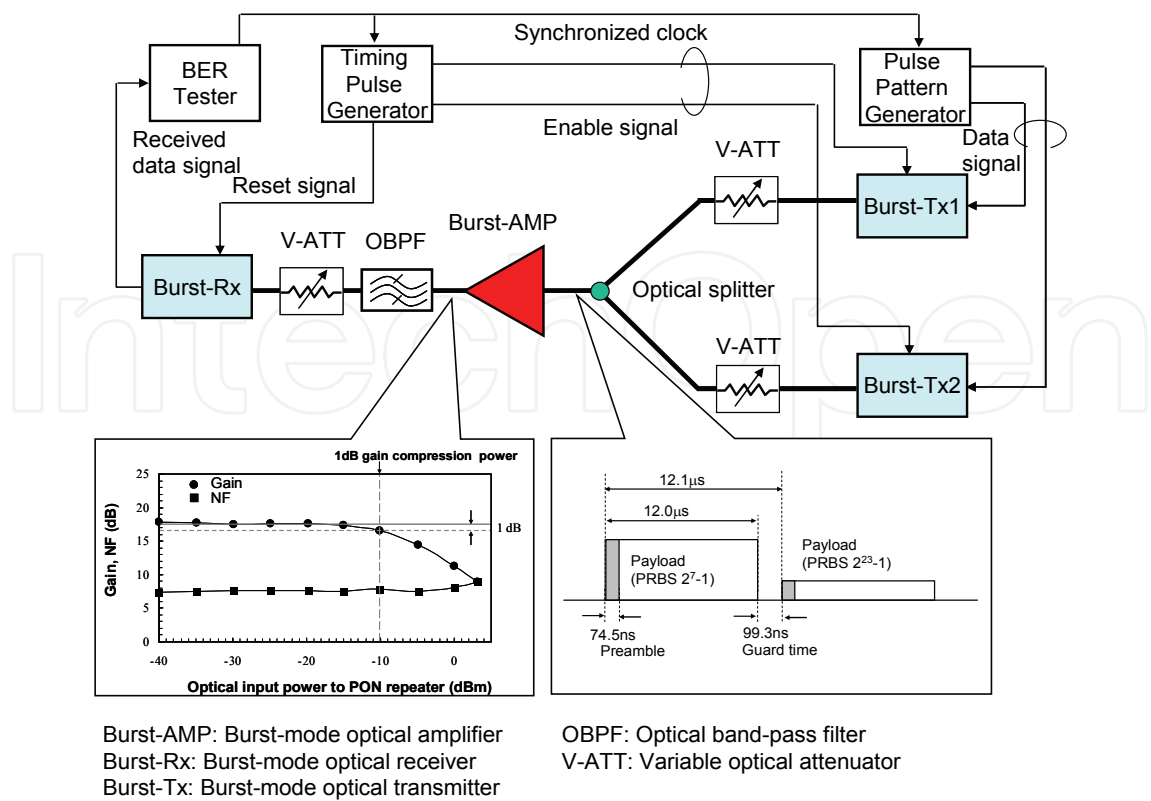 Synchronized clock
BER
Tester
Timing
Pulse
Generator
Pulse
Pattern
Generator
Received
data signal
Enable signal
Data
signal
Reset signal
V-ATT
Burst-Tx1
Burst-AMP
V-ATT
OBPF
Burst-Rx
Optical splitter
V-ATT
Burst-Tx2
IntechOpen
1dB gain compression power
25
20
15
10
5
0
Gain, NF (dB)
Gain
NF
1 dB
-40
-30
-20
-10
0
Optical input power to PON repeater (dBm)
12.1μs
12.0μs
Payload
(PRBS 2⁷-1)
Payload
(PRBS 2²³-1)
74.5ns
Preamble
99.3ns
Guard time
Burst-AMP: Burst-mode optical amplifier
Burst-Rx: Burst-mode optical receiver
Burst-Tx: Burst-mode optical transmitter
OBPF: Optical band-pass filter
V-ATT: Variable optical attenuator